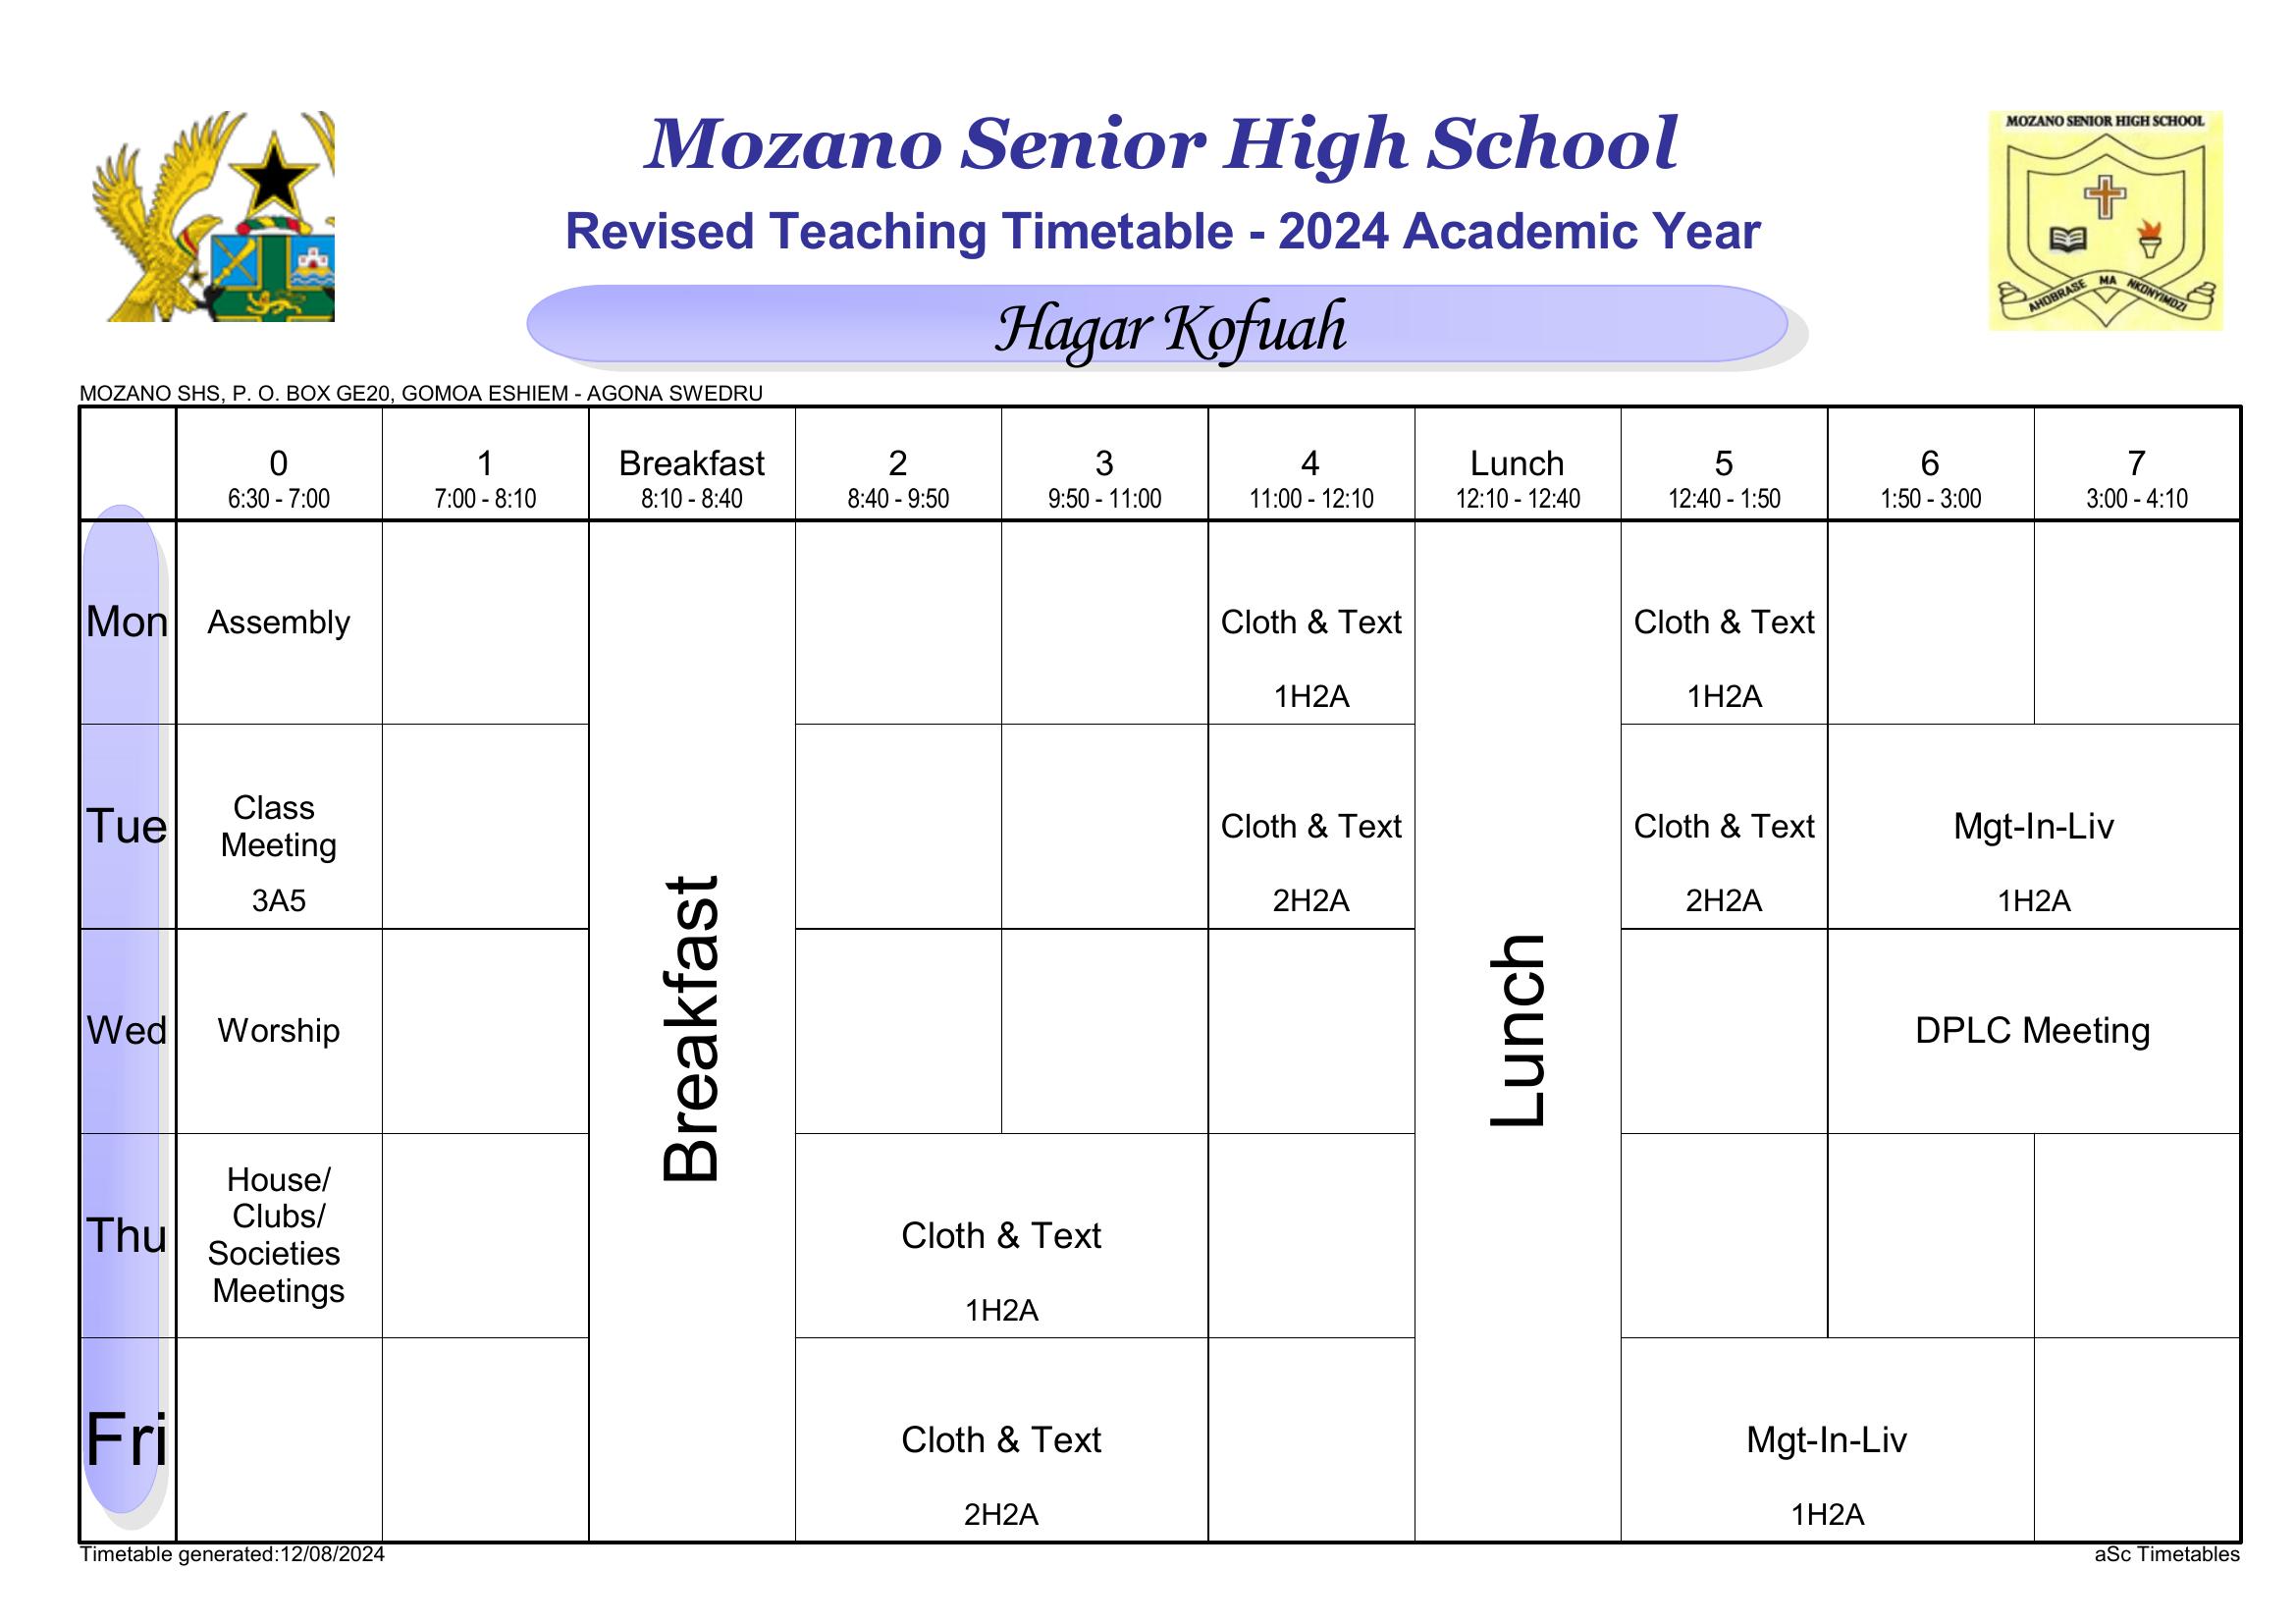 Mozano Senior High School
MOZANO SENIOR HIGH SCHOOL
Revised Teaching Timetable - 2024 Academic Year
AHOBRASE MA NKONYIMDZI
Hagar Kofuah
MOZANO SHS, P. O. BOX GE20, GOMOA ESHIEM - AGONA SWEDRU
0 1 Breakfast 2 3 4 Lunch 5 6 7
6:30 - 7:00 7:00 - 8:10 8:10 - 8:40 8:40 - 9:50 9:50 - 11:00 11:00 - 12:10 12:10 - 12:40 12:40 - 1:50 1:50 - 3:00 3:00 - 4:10
Mon Assembly Cloth & Text Cloth & Text
1H2A 1H2A
Class
Tue Cloth & Text Cloth & Text Mgt-In-Liv
Meeting
3A5 2H2A 2H2A 1H2A
Breakfast
Lunch
Wed Worship DPLC Meeting
House/
Clubs/
Thu Cloth & Text
Societies
Meetings
1H2A
Fri Cloth & Text Mgt-In-Liv
2H2A 1H2A
Timetable generated:12/08/2024 aSc Timetables